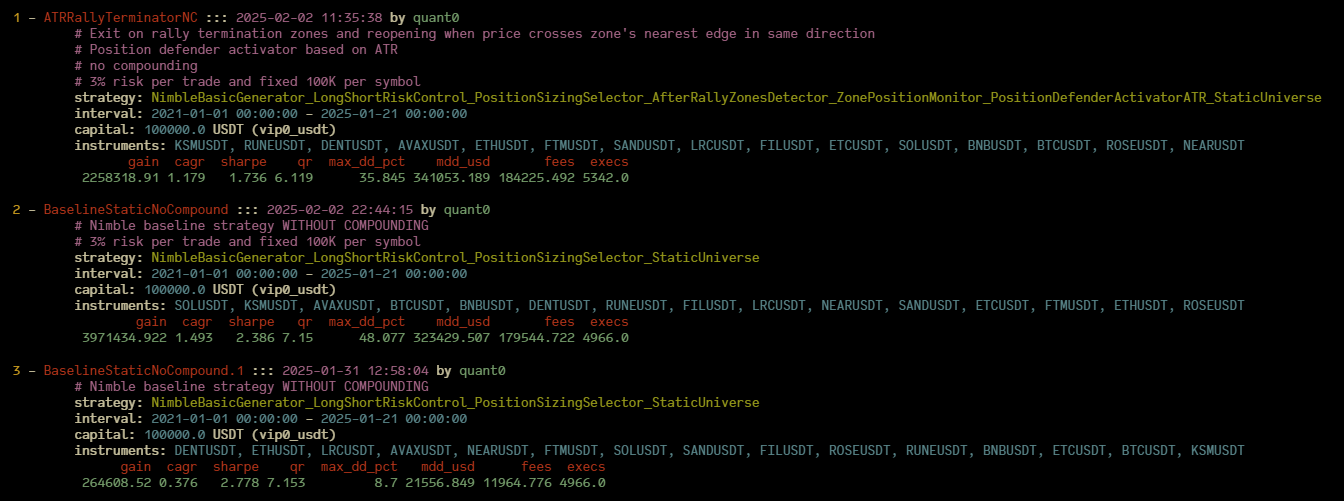 1 - ATRRallyTerminatorNC ::: 2025-02-02 11:35:38 by quant0
# Exit on rally termination zones and reopening when price crosses zone's nearest edge in same direction
# Position defender activator based on ATR
# no compounding
# 3% risk per trade and fixed 100K per symbol
strategy: NimbleBasicGenerator_LongShortRiskControl_PositionSizingSelector_AfterRallyZonesDetector_ZonePositionMonitor_PositionDefenderActivatorATR_StaticUniverse
interval: 2021-01-01 00:00:00 - 2025-01-21 00:00:00
capital: 100000.0 USDT (vip0_usdt)
instruments: KSMUSDT, RUNEUSDT, DENTUSDT, AVAXUSDT, ETHUSDT, FTMUSDT, SANDUSDT, LRCUSDT, FILUSDT, ETCUSDT, SOLUSDT, BNBUSDT, BTCUSDT, ROSEUSDT, NEARUSDT
gain cagr sharpe qr max_dd_pct mdd_usd fees execs
2258318.91 1.179 1.736 6.119 35.845 341053.189 184225.492 5342.0
2 - BaselineStaticNoCompound ::: 2025-02-02 22:44:15 by quant0
# Nimble baseline strategy WITHOUT COMPOUNDING
# 3% risk per trade and fixed 100K per symbol
strategy: NimbleBasicGenerator_LongShortRiskControl_PositionSizingSelector_StaticUniverse
interval: 2021-01-01 00:00:00 - 2025-01-21 00:00:00
capital: 100000.0 USDT (vip0_usdt)
instruments: SOLUSDT, KSMUSDT, AVAXUSDT, BTCUSDT, BNBUSDT, DENTUSDT, RUNEUSDT, FILUSDT, LRCUSDT, NEARUSDT, SANDUSDT, ETCUSDT, FTMUSDT, ETHUSDT, ROSEUSDT
gain cagr sharpe qr max_dd_pct mdd_usd fees execs
3971434.922 1.493 2.386 7.15 48.077 323429.507 179544.722 4966.0
3 - BaselineStaticNoCompound.1 ::: 2025-01-31 12:58:04 by quant0
# Nimble baseline strategy WITHOUT COMPOUNDING
strategy: NimbleBasicGenerator_LongShortRiskControl_PositionSizingSelector_StaticUniverse
interval: 2021-01-01 00:00:00 - 2025-01-21 00:00:00
capital: 100000.0 USDT (vip0_usdt)
instruments: DENTUSDT, ETHUSDT, LRCUSDT, AVAXUSDT, NEARUSDT, FTMUSDT, SOLUSDT, SANDUSDT, FILUSDT, ROSEUSDT, RUNEUSDT, BNBUSDT, ETCUSDT, BTCUSDT, KSMUSDT
gain cagr sharpe qr max_dd_pct mdd_usd fees execs
264608.52 0.376 2.778 7.153 8.7 21556.849 11964.776 4966.0